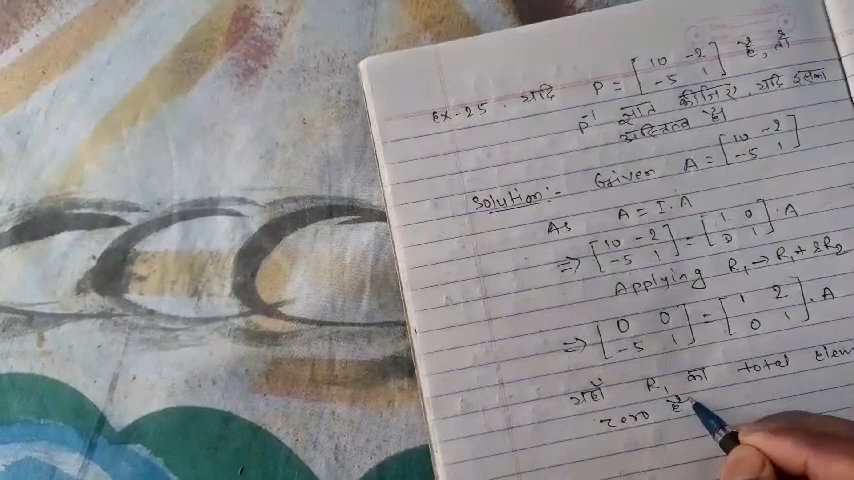 Ex-25. यदि P = [10 -2 -5 1] है, तो
P⁻¹ ज्ञात कीजिए, यदि इसका
अस्तित्व है।
Solution:- Given A = [10 -2 -5 1]
As A = I.A
⇒ [10 -2 -5 1] = [1 0 0 1].A
Applying R₁→R₁+2R₂
⇒ [0 0 -5 1] = [1 2 0 1].A
यहाँ R₁ का total Elem
zero है